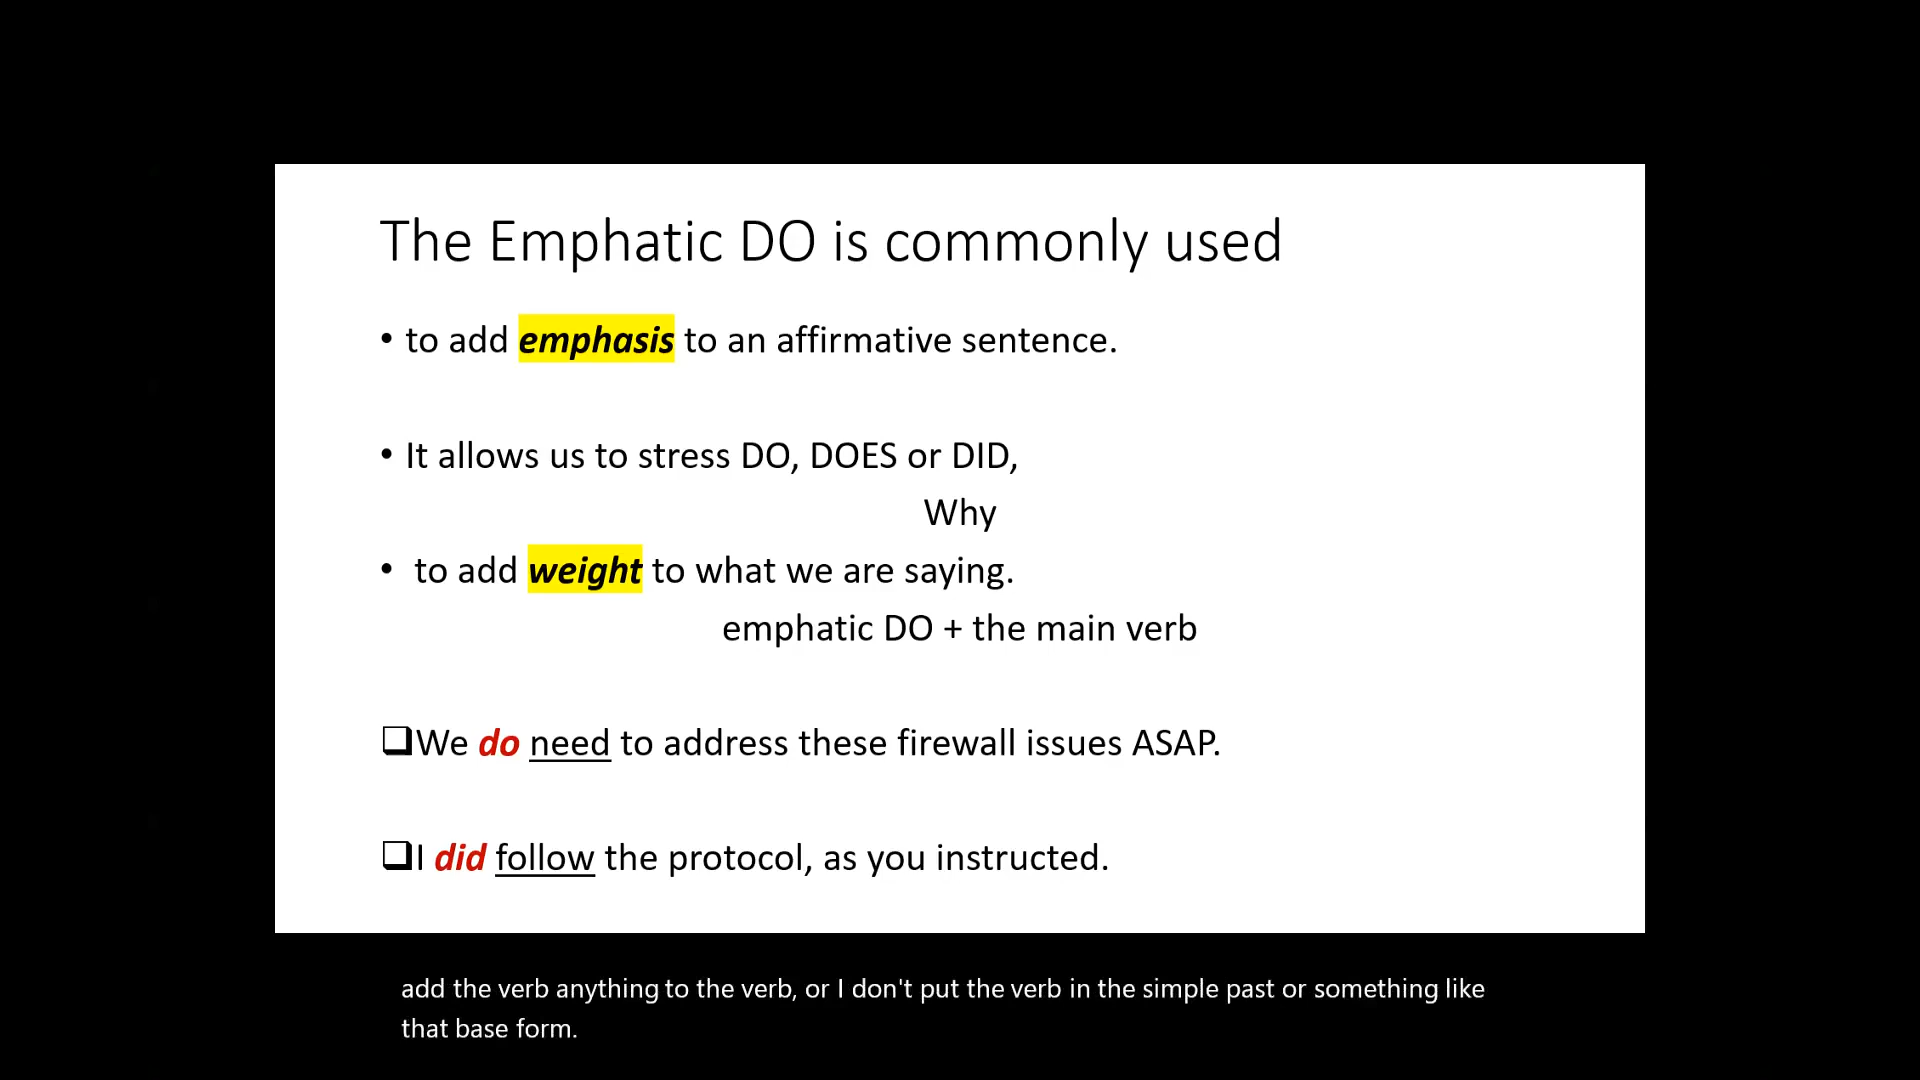 The Emphatic DO is commonly used
• to add emphasis to an affirmative sentence.
• It allows us to stress DO, DOES or DID,
Why
• to add weight to what we are saying.
emphatic DO + the main verb
❑We do need to address these firewall issues ASAP.
❑I did follow the protocol, as you instructed.
add the verb anything to the verb, or I don't put the verb in the simple past or something like
that base form.